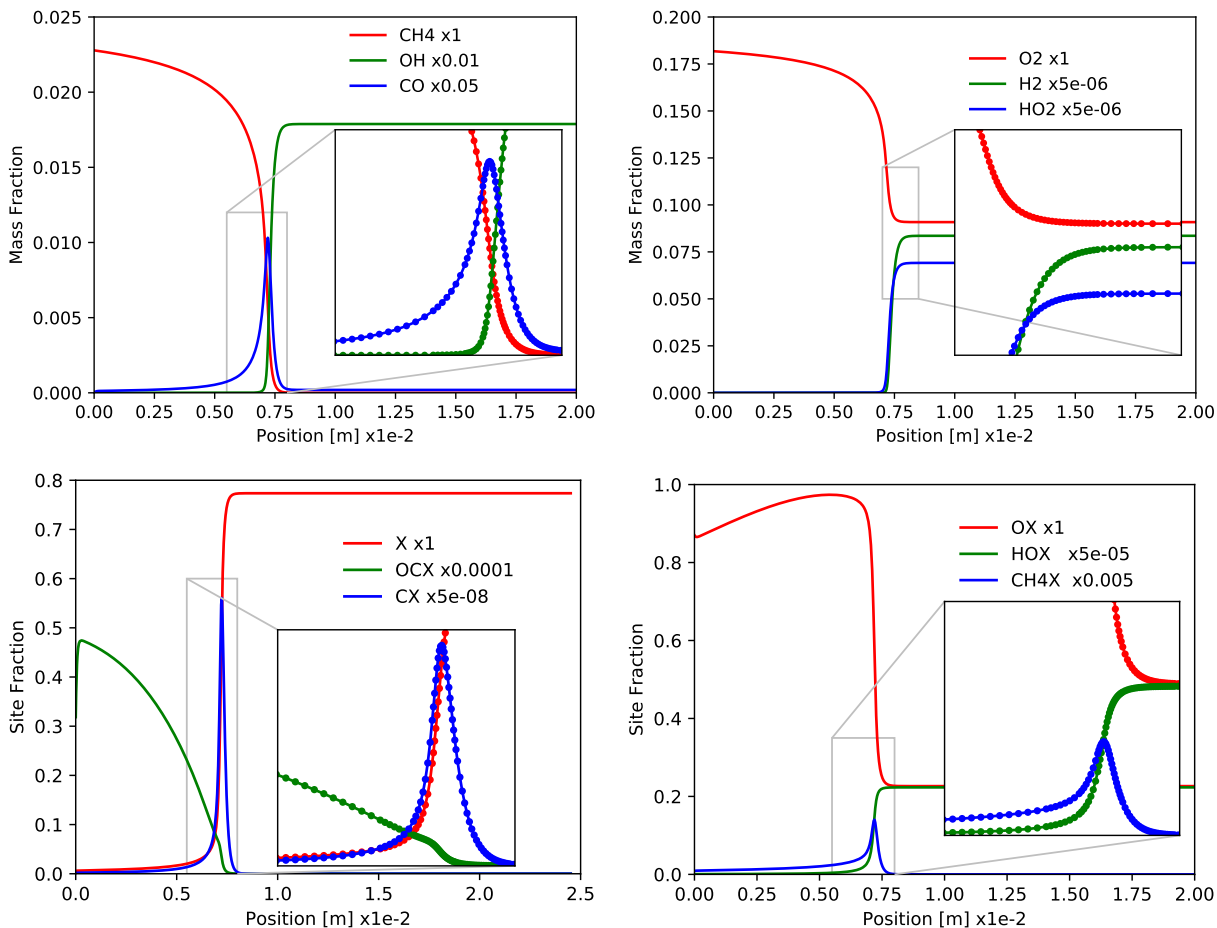 0.025
0.020
0.015
0.010
0.005
0.000
Mass Fraction
CH4 x1
OH x0.01
CO x0.05
0.00 0.25 0.50 0.75 1.00 1.25 1.50 1.75 2.00
Position [m] x1e-2
0.200
0.175
0.150
0.125
0.100
0.075
0.050
0.025
0.000
Mass Fraction
O2 x1
H2 x5e-06
HO2 x5e-06
0.00 0.25 0.50 0.75 1.00 1.25 1.50 1.75 2.00
Position [m] x1e-2
0.8
0.7
0.6
0.5
0.4
0.3
0.2
0.1
0.0
Site Fraction
X x1
OCX x0.0001
CX x5e-08
0.0 0.5 1.0 1.5 2.0 2.5
Position [m] x1e-2
1.0
0.8
0.6
0.4
0.2
0.0
Site Fraction
OX x1
HOX x5e-05
CH4X x0.005
0.00 0.25 0.50 0.75 1.00 1.25 1.50 1.75 2.00
Position [m] x1e-2